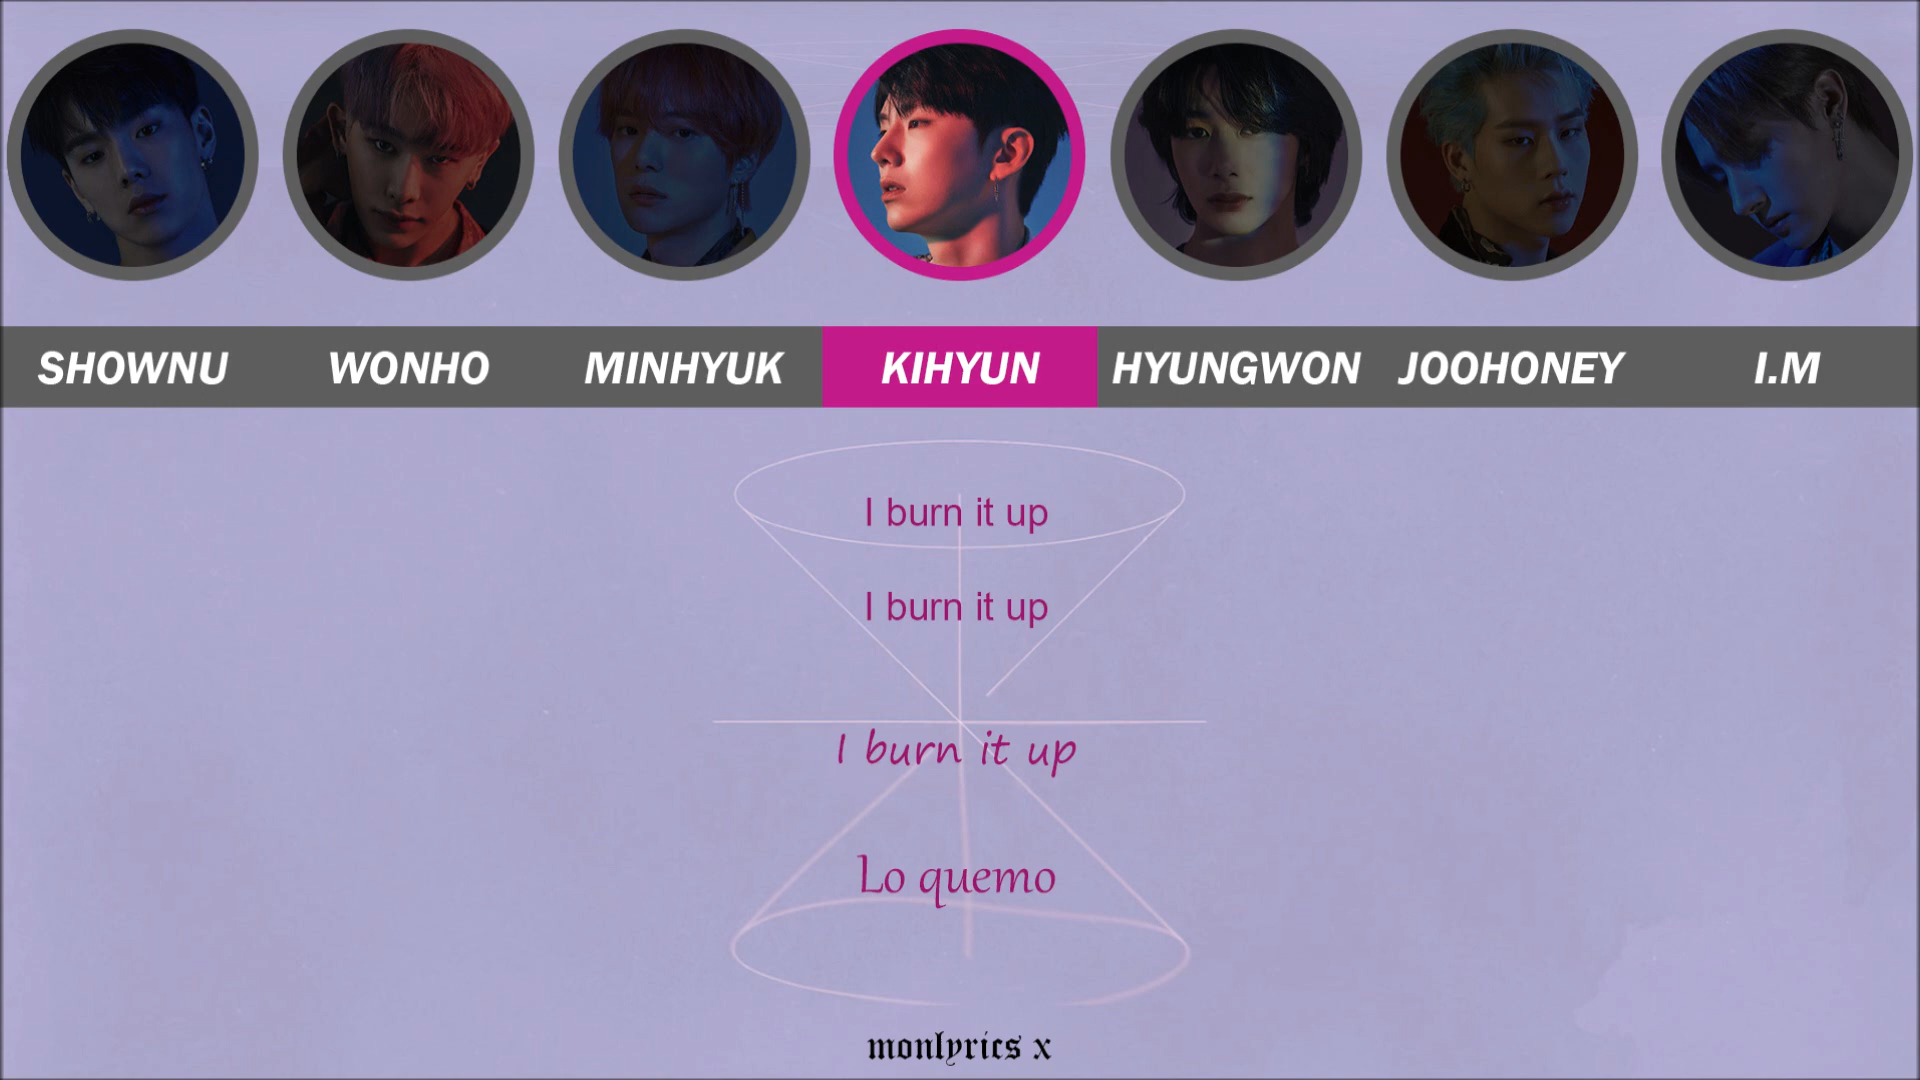 SHOWNU WONHO MINHYUK KIHYUN HYUNGWON JOOHONEY I.M
I burn it up
I burn it up
I burn it up
Lo quemo
monlyrics x